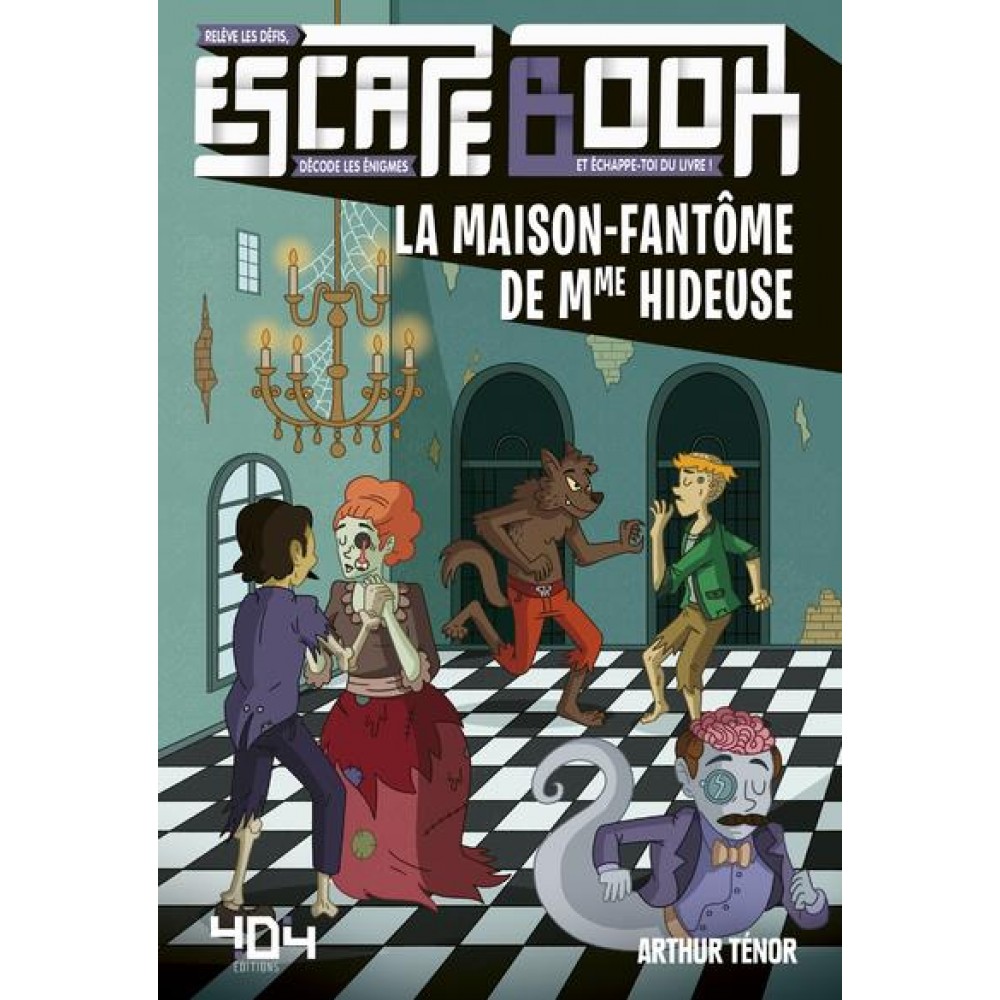 RELÈVE LES DÉFIS,
ESCAPE BOOK
DÉCODE LES ÉNIGMES
ET ÉCHAPPE-TOI DU LIVRE !
LA MAISON-FANTÔME
DE MME HIDEUSE
404
ÉDITIONS
ARTHUR TÉNOR